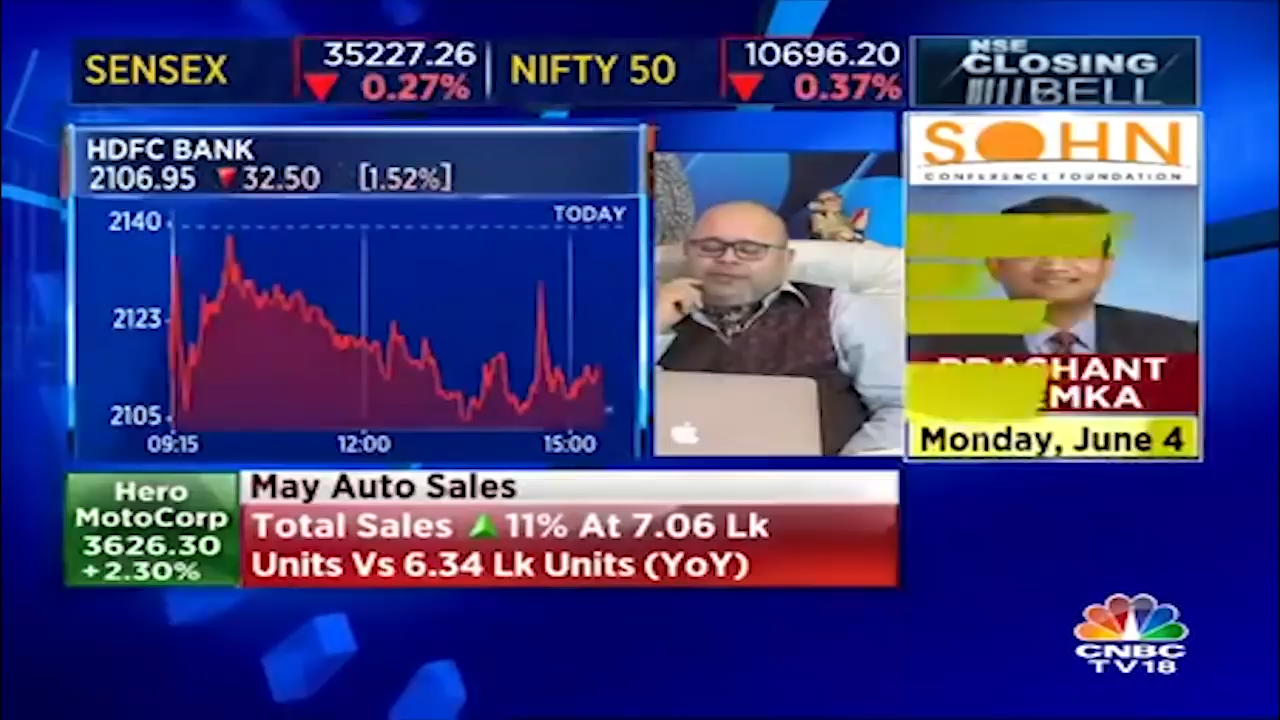 SENSEX
35227.26
▼ 0.27%
NIFTY 50
10696.20
▼ 0.37%
NSE
CLOSING
BELL
HDFC BANK
2106.95 ▼32.50 [1.52%]
TODAY
2140
2123
2105
09:15 12:00 15:00
SOHN
CONFERENCE FOUNDATION
Monday, June 4
Hero
MotoCorp
3626.30
+2.30%
May Auto Sales
Total Sales ▲ 11% At 7.06 Lk
Units Vs 6.34 Lk Units (YoY)
CNBC
TV18